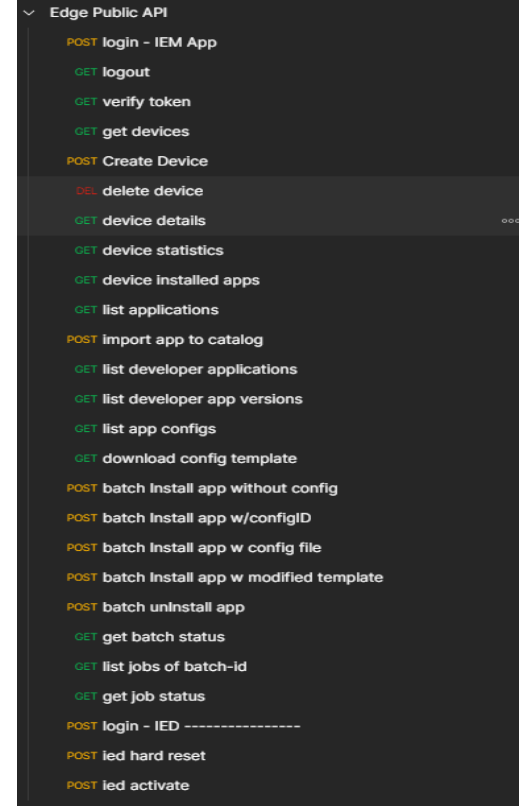 Edge Public API
POST login - IEM App
GET logout
GET verify token
GET get devices
POST Create Device
DEL delete device
GET device details
GET device statistics
GET device installed apps
GET list applications
POST import app to catalog
GET list developer applications
GET list developer app versions
GET list app configs
GET download config template
POST batch Install app without config
POST batch Install app w/configID
POST batch Install app w config file
POST batch Install app w modified template
POST batch unInstall app
GET get batch status
GET list jobs of batch-id
GET get job status
POST login - IED ----------------
POST ied hard reset
POST ied activate